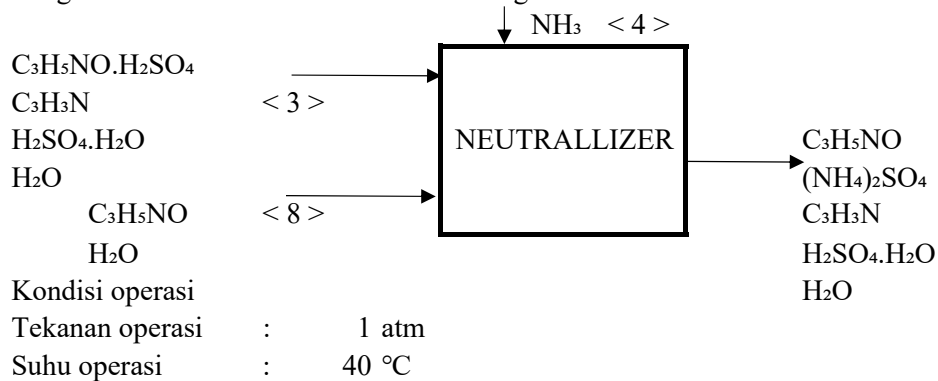 NH₃ < 4 >
C₃H₅NO.H₂SO₄
C₃H₃N < 3 >
H₂SO₄.H₂O NEUTRALLIZER C₃H₅NO
H₂O (NH₄)₂SO₄
C₃H₅NO < 8 > C₃H₃N
H₂O H₂SO₄.H₂O
Kondisi operasi H₂O
Tekanan operasi : 1 atm
Suhu operasi : 40 °C